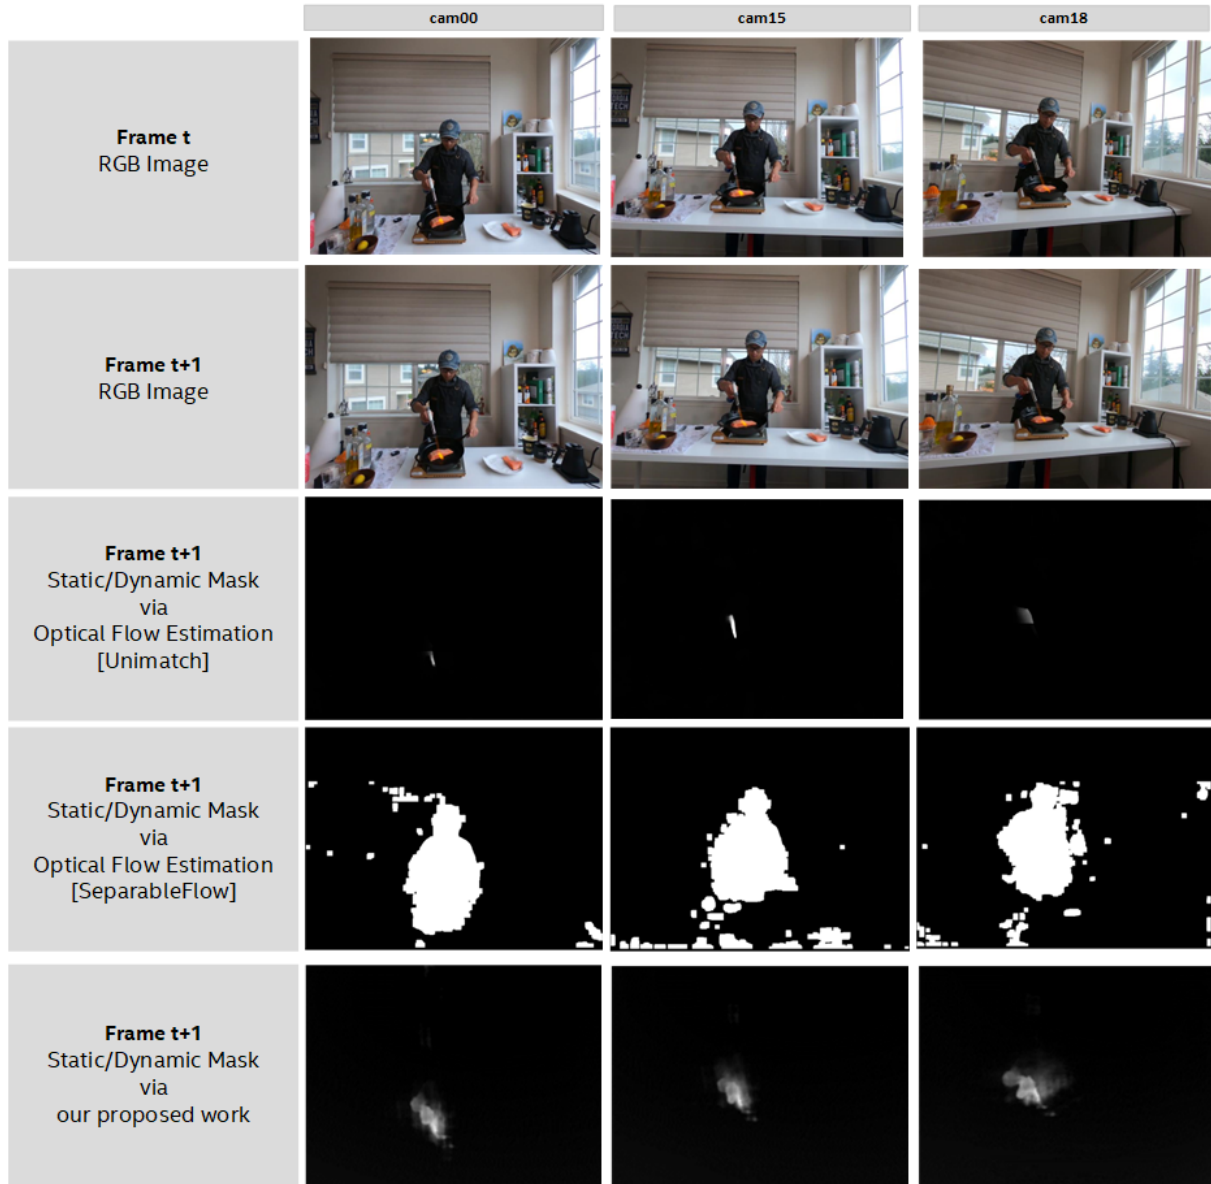 cam00
cam15
cam18
Frame t
RGB Image
Frame t+1
RGB Image
Frame t+1
Static/Dynamic Mask
via
Optical Flow Estimation
[Unimatch]
Frame t+1
Static/Dynamic Mask
via
Optical Flow Estimation
[SeparableFlow]
Frame t+1
Static/Dynamic Mask
via
our proposed work